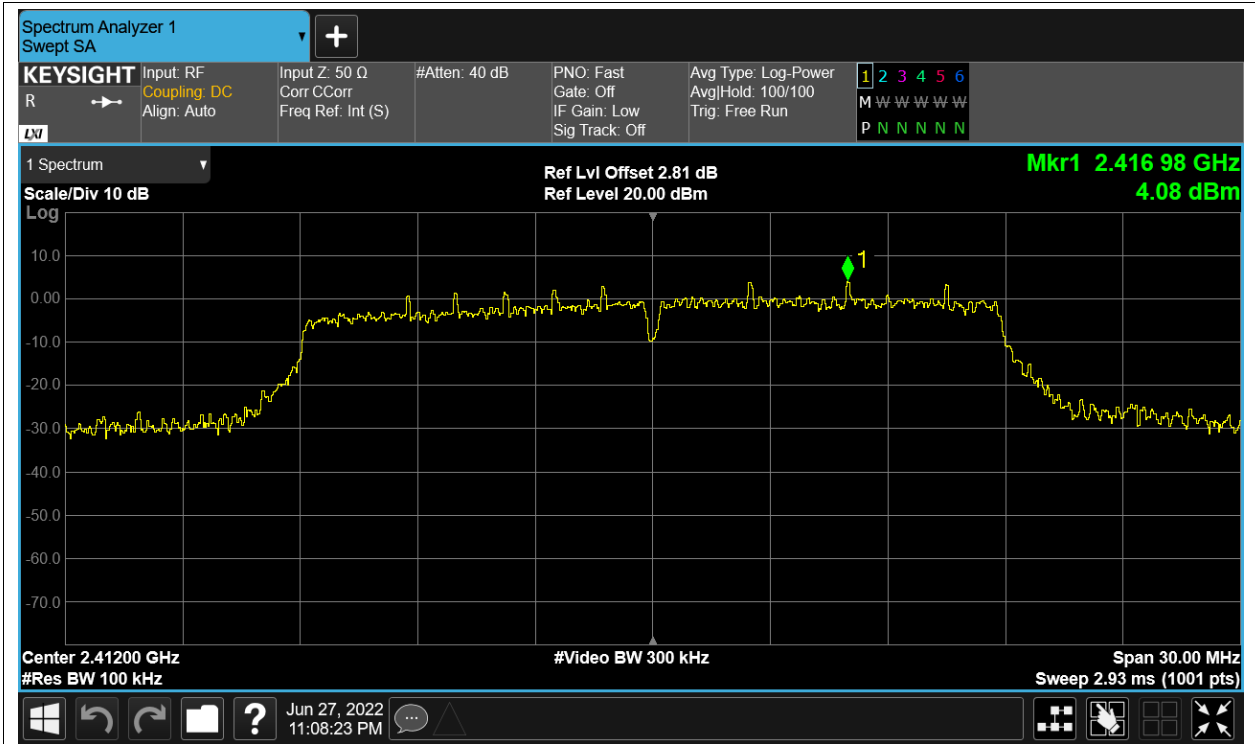 Spectrum Analyzer 1
Swept SA
KEYSIGHT
R
LXI
Input: RF
Coupling: DC
Align: Auto
Input Z: 50 Ω
Corr CCorr
Freq Ref: Int (S)
#Atten: 40 dB
PNO: Fast
Gate: Off
IF Gain: Low
Sig Track: Off
Avg Type: Log-Power
Avg|Hold: 100/100
Trig: Free Run
1 2 3 4 5 6
M W W W W W
P N N N N N
1 Spectrum
Scale/Div 10 dB
Log
Ref Lvl Offset 2.81 dB
Ref Level 20.00 dBm
Mkr1 2.416 98 GHz
4.08 dBm
1
10.0
0.00
-10.0
-20.0
-30.0
-40.0
-50.0
-60.0
-70.0
Center 2.41200 GHz
#Res BW 100 kHz
#Video BW 300 kHz
Span 30.00 MHz
Sweep 2.93 ms (1001 pts)
?
Jun 27, 2022
11:08:23 PM